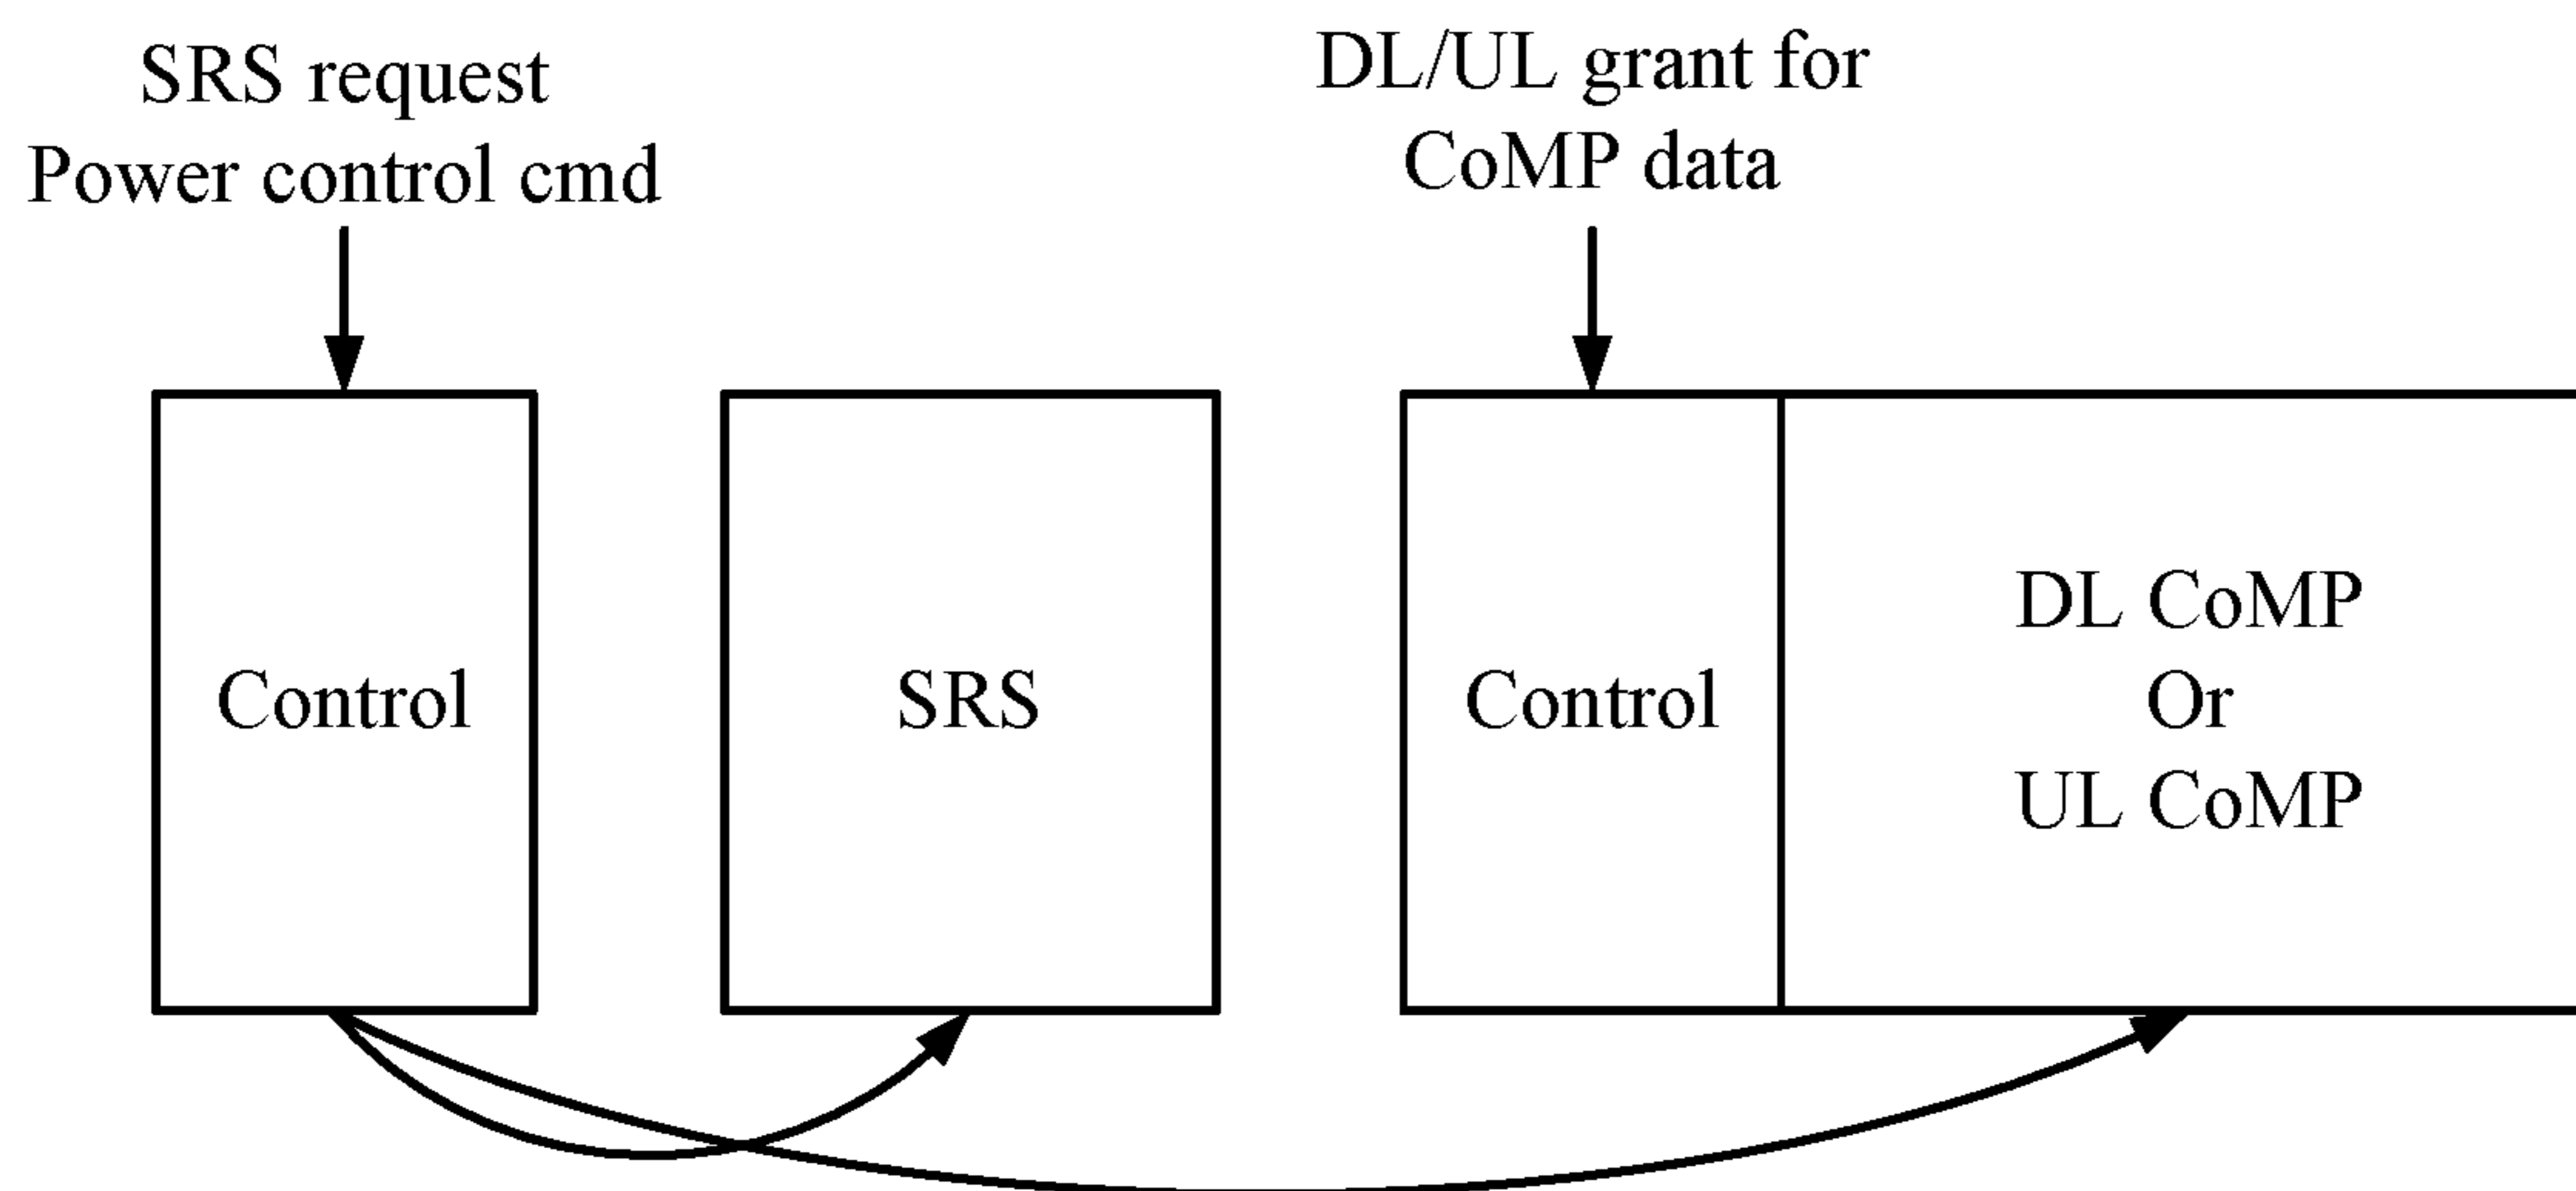 SRS request
Power control cmd
DL/UL grant for
CoMP data
Control
SRS
Control
DL CoMP
Or
UL CoMP